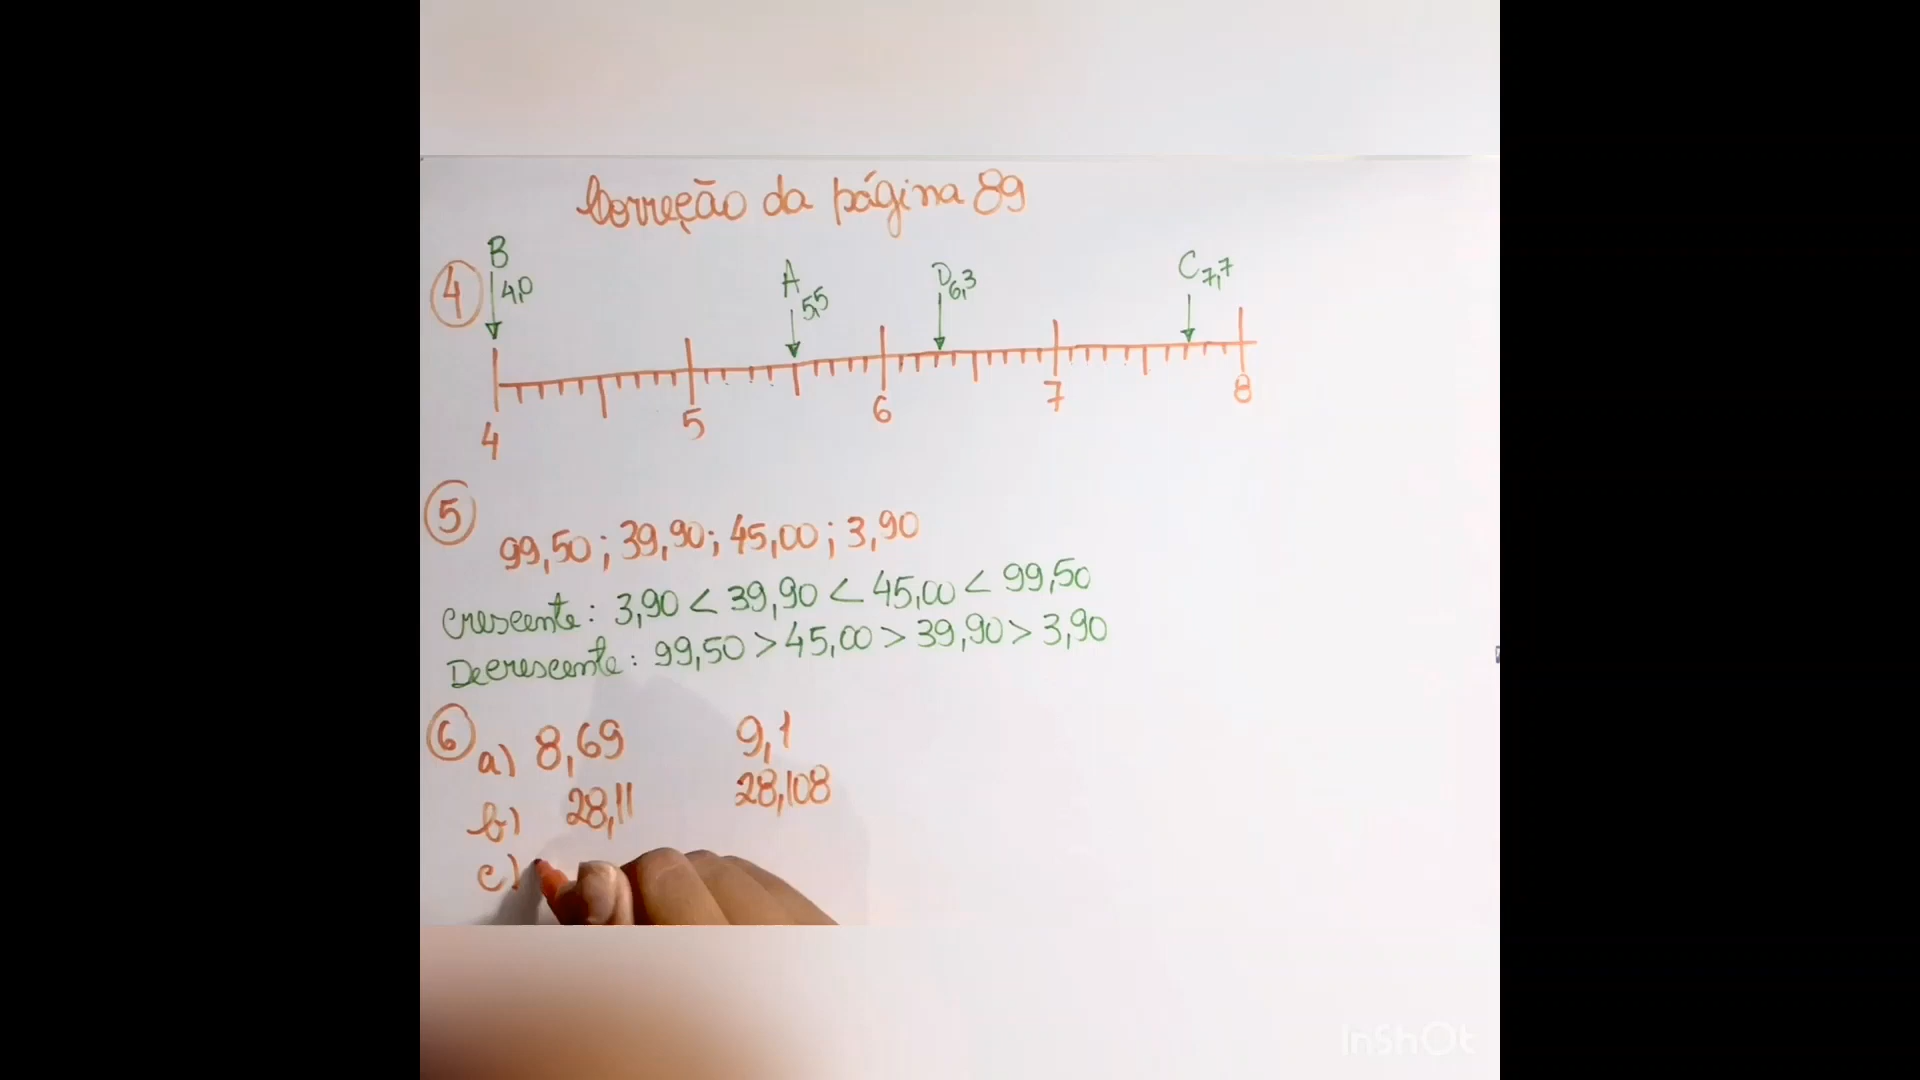 Correção da página 89
B A D C
④ 4,0 5,5 6,3 7,7
4 5 6 7 8
⑤
99,50 ; 39,90 ; 45,00 ; 3,90
Crescente: 3,90 < 39,90 < 45,00 < 99,50
Decrescente: 99,50 > 45,00 > 39,90 > 3,90
⑥ a) 8,69 9,1
b) 28,11 28,108
c)
InShOt